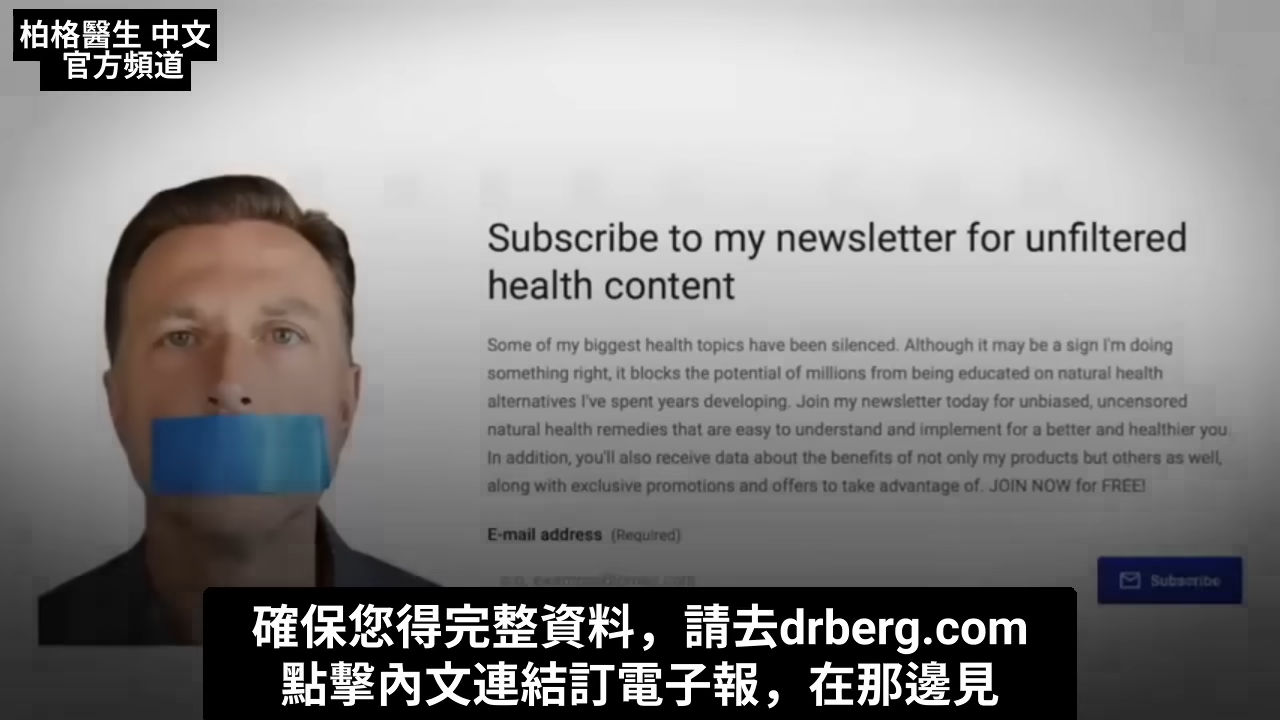 柏格醫生 中文
官方頻道
Subscribe to my newsletter for unfiltered
health content
Some of my biggest health topics have been silenced. Although it may be a sign I'm doing
something right, it blocks the potential of millions from being educated on natural health
alternatives I've spent years developing. Join my newsletter today for unbiased, uncensored
natural health remedies that are easy to understand and implement for a better and healthier you.
In addition, you'll also receive data about the benefits of not only my products but others as well,
along with exclusive promotions and offers to take advantage of. JOIN NOW for FREE!
E-mail address (Required)
Subscribe
確保您得完整資料，請去drberg.com
點擊內文連結訂電子報，在那邊見